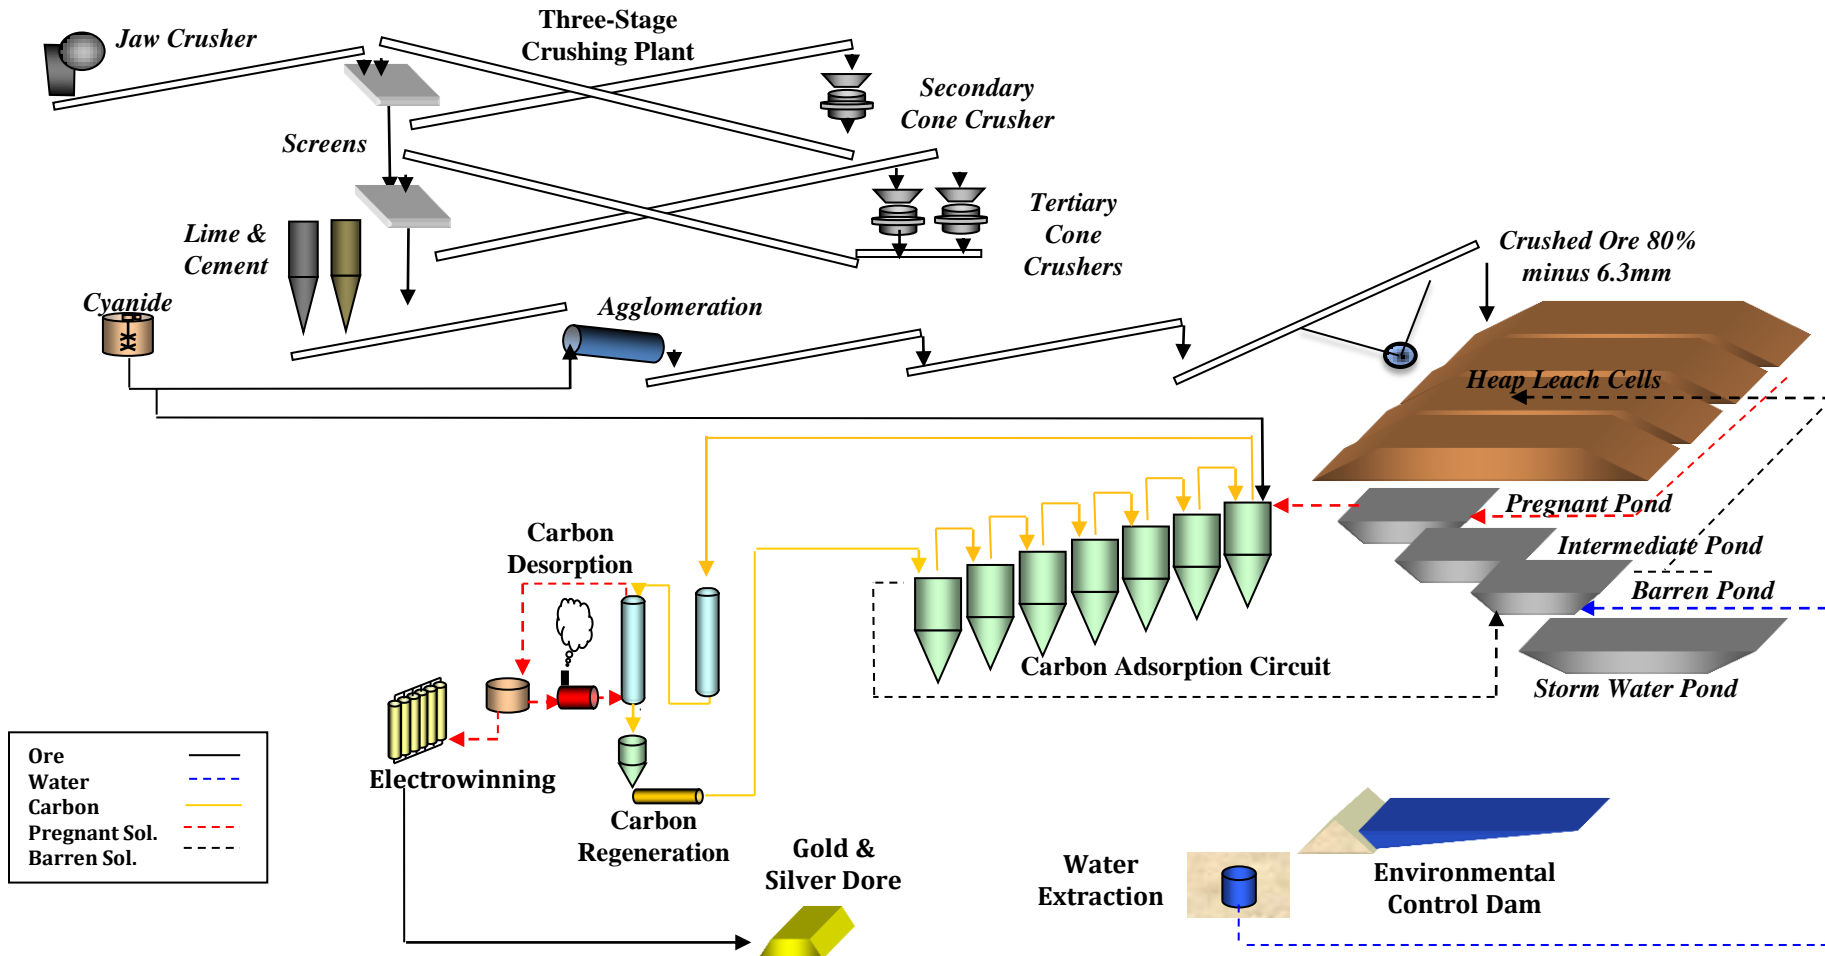 Three-Stage
Crushing Plant
Jaw Crusher
Secondary
Cone Crusher
Screens
Tertiary
Cone
Crushers
Lime &
Cement
Crushed Ore 80%
minus 6.3mm
Cyanide
Agglomeration
Heap Leach Cells
Pregnant Pond
Intermediate Pond
Barren Pond
Storm Water Pond
Carbon
Desorption
Carbon Adsorption Circuit
Electrowinning
Carbon
Regeneration
Ore
Water
Carbon
Pregnant Sol.
Barren Sol.
Gold &
Silver Dore
Water
Extraction
Environmental
Control Dam